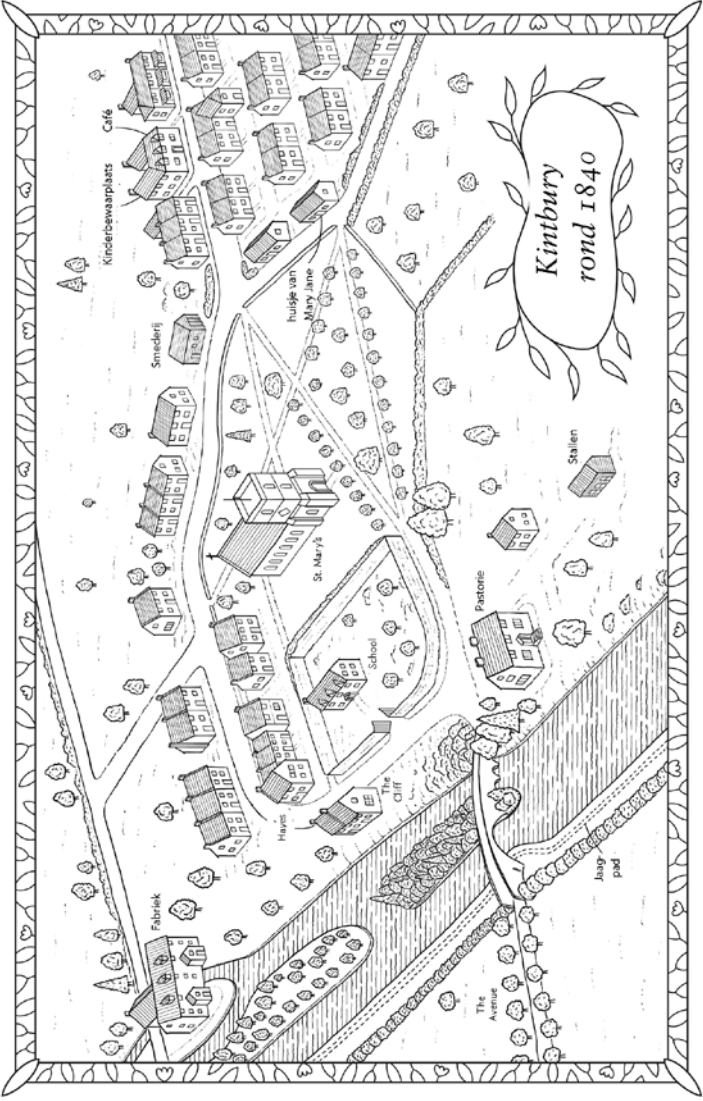 Kinderbewaarplaats
Café
Fabriek
Smederij
Hayes
huisje van
Mary Jane
St. Mary's
School
The
Cliff
Pastorie
The
Avenue
Kintbury
rond 1840
Stallen
Jaag-
pad